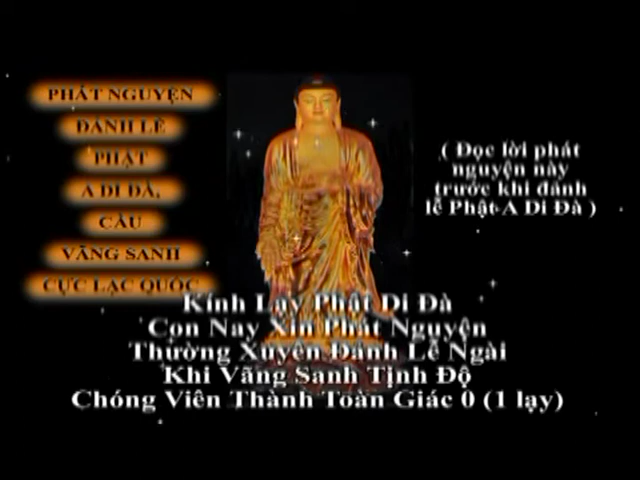 PHÁT NGUYỆN
ĐẢNH LỄ
PHẬT
A DI ĐÀ,
CẦU
VÃNG SANH
CỰC LẠC QUỐC
( Đọc lời phát
nguyện này
trước khi đảnh
lễ Phật A Di Đà )
Kính Lạy Phật Di Đà
Con Nay Xin Phát Nguyện
Thường Xuyên Đảnh Lễ Ngài
Khi Vãng Sanh Tịnh Độ
Chóng Viên Thành Toàn Giác 0 (1 lạy)